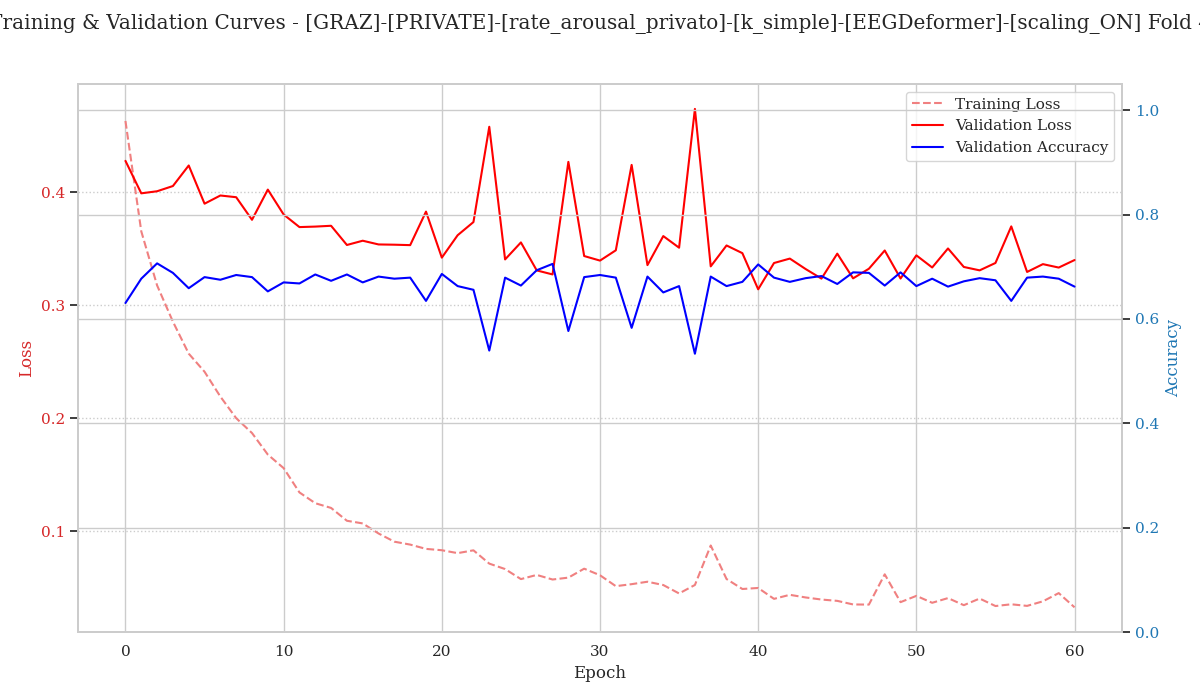 raining & Validation Curves - [GRAZ]-[PRIVATE]-[rate_arousal_privato]-[k_simple]-[EEGDeformer]-[scaling_ON] Fold
Training Loss
Validation Loss
Validation Accuracy
0.4
0.3
0.2
0.1
Loss
1.0
0.8
0.6
0.4
0.2
0.0
Accuracy
0 10 20 30 40 50 60
Epoch